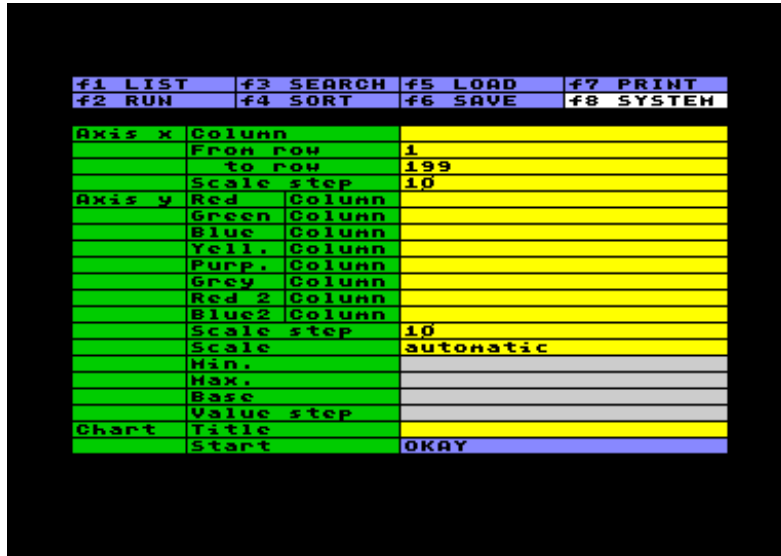 f1 LIST f3 SEARCH f5 LOAD f7 PRINT
f2 RUN f4 SORT f6 SAVE f8 SYSTEM
Axis x Column
From row 1
to row 199
Scale step 10
Axis y Red Column
Green Column
Blue Column
Yell. Column
Purp. Column
Grey Column
Red 2 Column
Blue2 Column
Scale step 10
Scale automatic
Min.
Max.
Base
Value step
Chart Title
Start OKAY